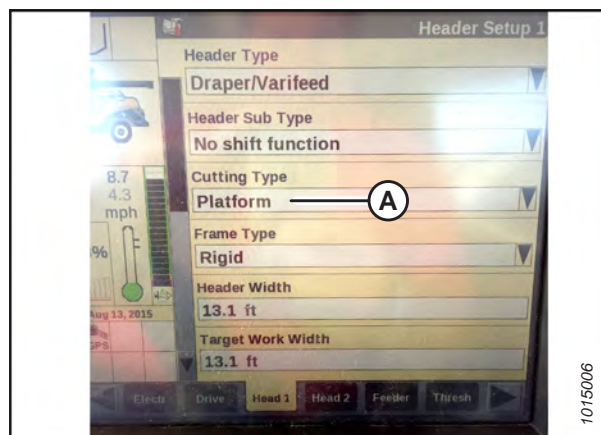 Header Setup 1
Header Type
Draper/Varifeed
Header Sub Type
No shift function
Cutting Type
Platform
A
Frame Type
Rigid
Header Width
13.1 ft
Target Work Width
13.1 ft
8.7
4.3
mph
%
Aug 13, 2015
GPS
Electr
Drive
Head 1
Head 2
Feeder
Thresh
1015006